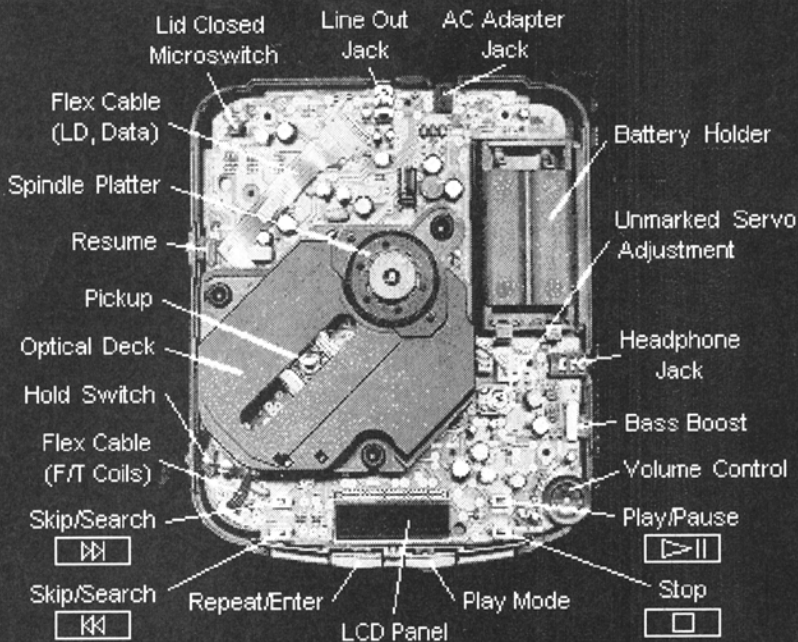 Lid Closed
Microswitch
Line Out
Jack
AC Adapter
Jack
Flex Cable
(LD, Data)
Battery Holder
Spindle Platter
Unmarked Servo
Adjustment
Resume
Pickup
Optical Deck
Headphone
Jack
Hold Switch
Bass Boost
Flex Cable
(F/T Coils)
Volume Control
Skip/Search
Play/Pause
Skip/Search
Repeat/Enter
Play Mode
Stop
LCD Panel